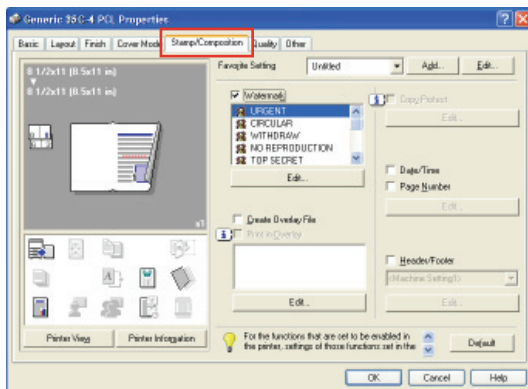 Generic 35C-4 PCL Properties
Basic Layout Finish Cover Mode Stamp/Composition Quality Other
8 1/2x11 (8.5x11 in)
8 1/2x11 (8.5x11 in)
x1
Printer View Printer Information
Favorite Setting Untitled Add... Edit...
Watermark
URGENT
CIRCULAR
WITHDRAW
NO REPRODUCTION
TOP SECRET
Edit...
Create Overlay File
Print in Overlay
Edit...
Copy Protect
Edit...
Date/Time
Page Number
Edit...
Header/Footer
<Machine Setting1>
Edit...
For the functions that are set to be enabled in
the printer, settings of those functions set in the
Default
OK Cancel Help